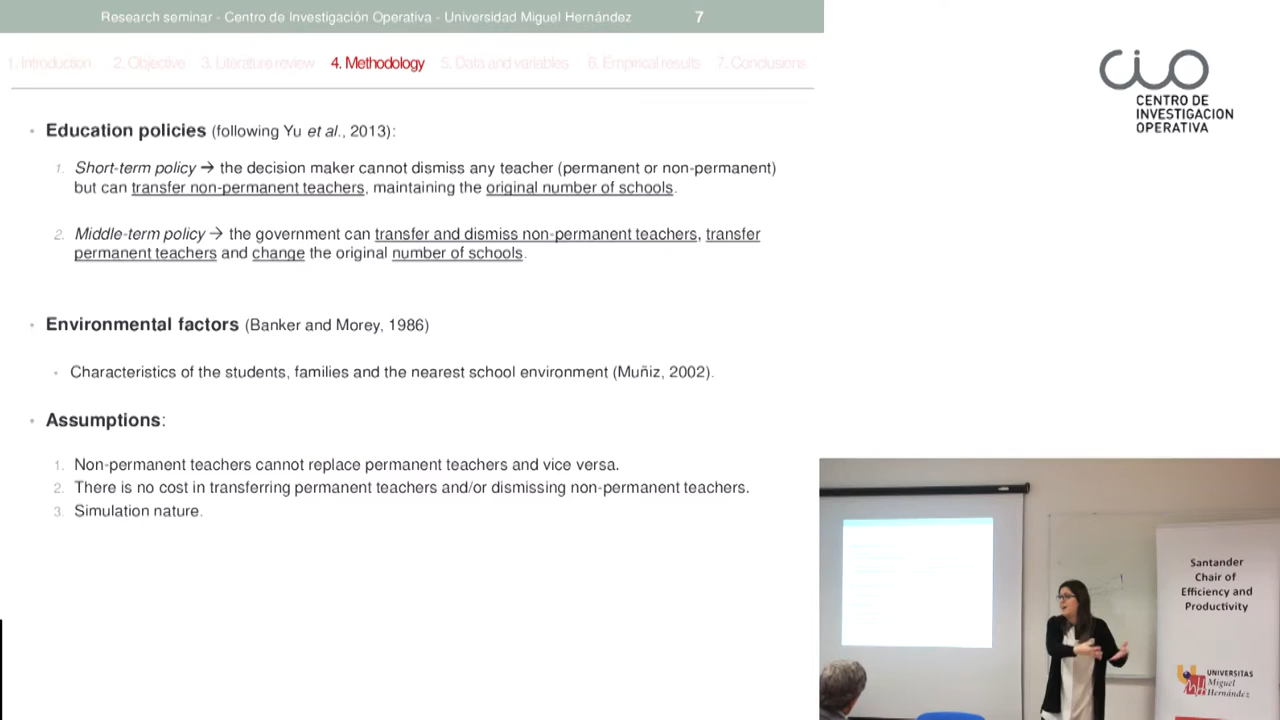 Research seminar - Centro de Investigación Operativa - Universidad Miguel Hernández 7
1. Introduction 2. Objective 3. Literature review 4. Methodology 5. Data and variables 6. Empirical results 7. Conclusions
• Education policies (following Yu et al., 2013):
1. Short-term policy → the decision maker cannot dismiss any teacher (permanent or non-permanent)
but can transfer non-permanent teachers, maintaining the original number of schools.
2. Middle-term policy → the government can transfer and dismiss non-permanent teachers, transfer
permanent teachers and change the original number of schools.
• Environmental factors (Banker and Morey, 1986)
• Characteristics of the students, families and the nearest school environment (Muñiz, 2002).
• Assumptions:
1. Non-permanent teachers cannot replace permanent teachers and vice versa.
2. There is no cost in transferring permanent teachers and/or dismissing non-permanent teachers.
3. Simulation nature.
CIO
CENTRO DE
INVESTIGACION
OPERATIVA
Santander
Chair of
Efficiency and
Productivity
UNIVERSITAS
Miguel
Hernández